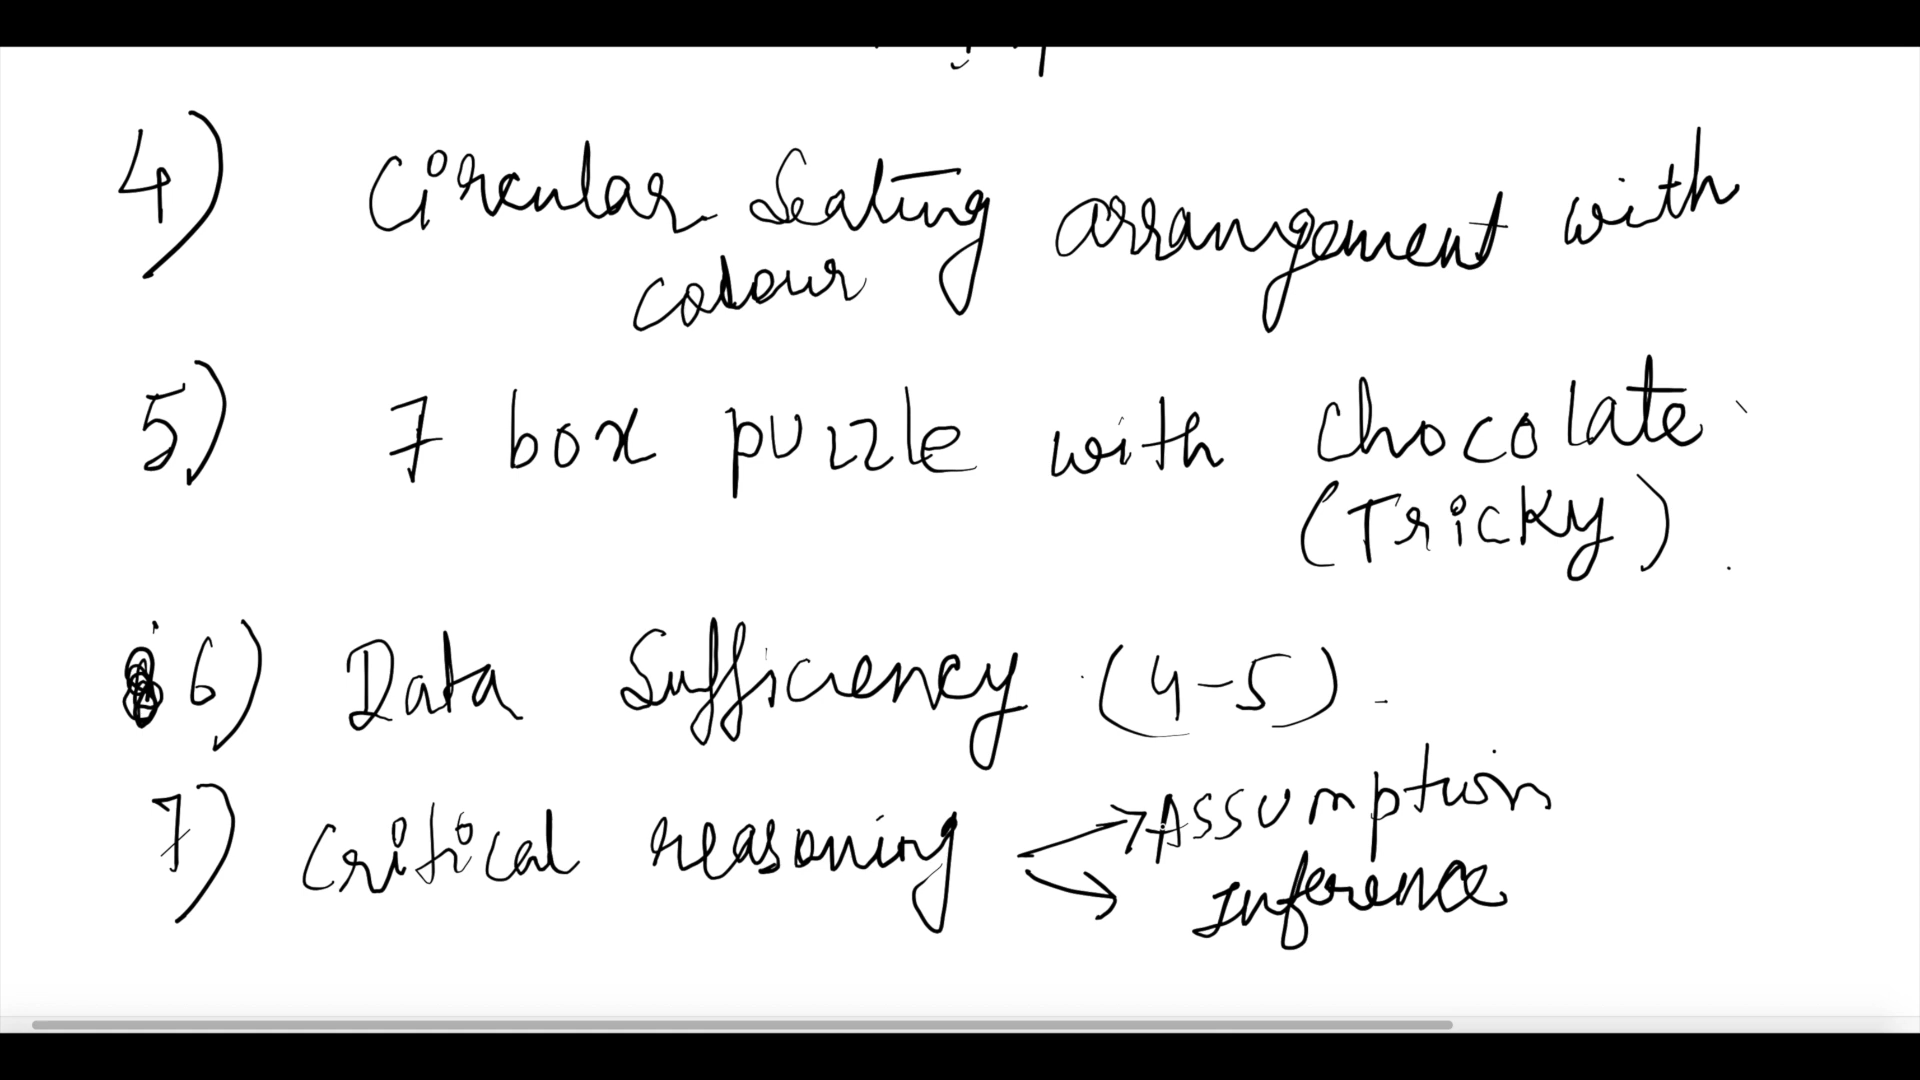 4) Circular Seating arrangement with
colour
5) 7 box puzzle with chocolate
(Tricky)
6) Data Sufficiency (4-5)
7) Critical reasoning → Assumption
→ Inference